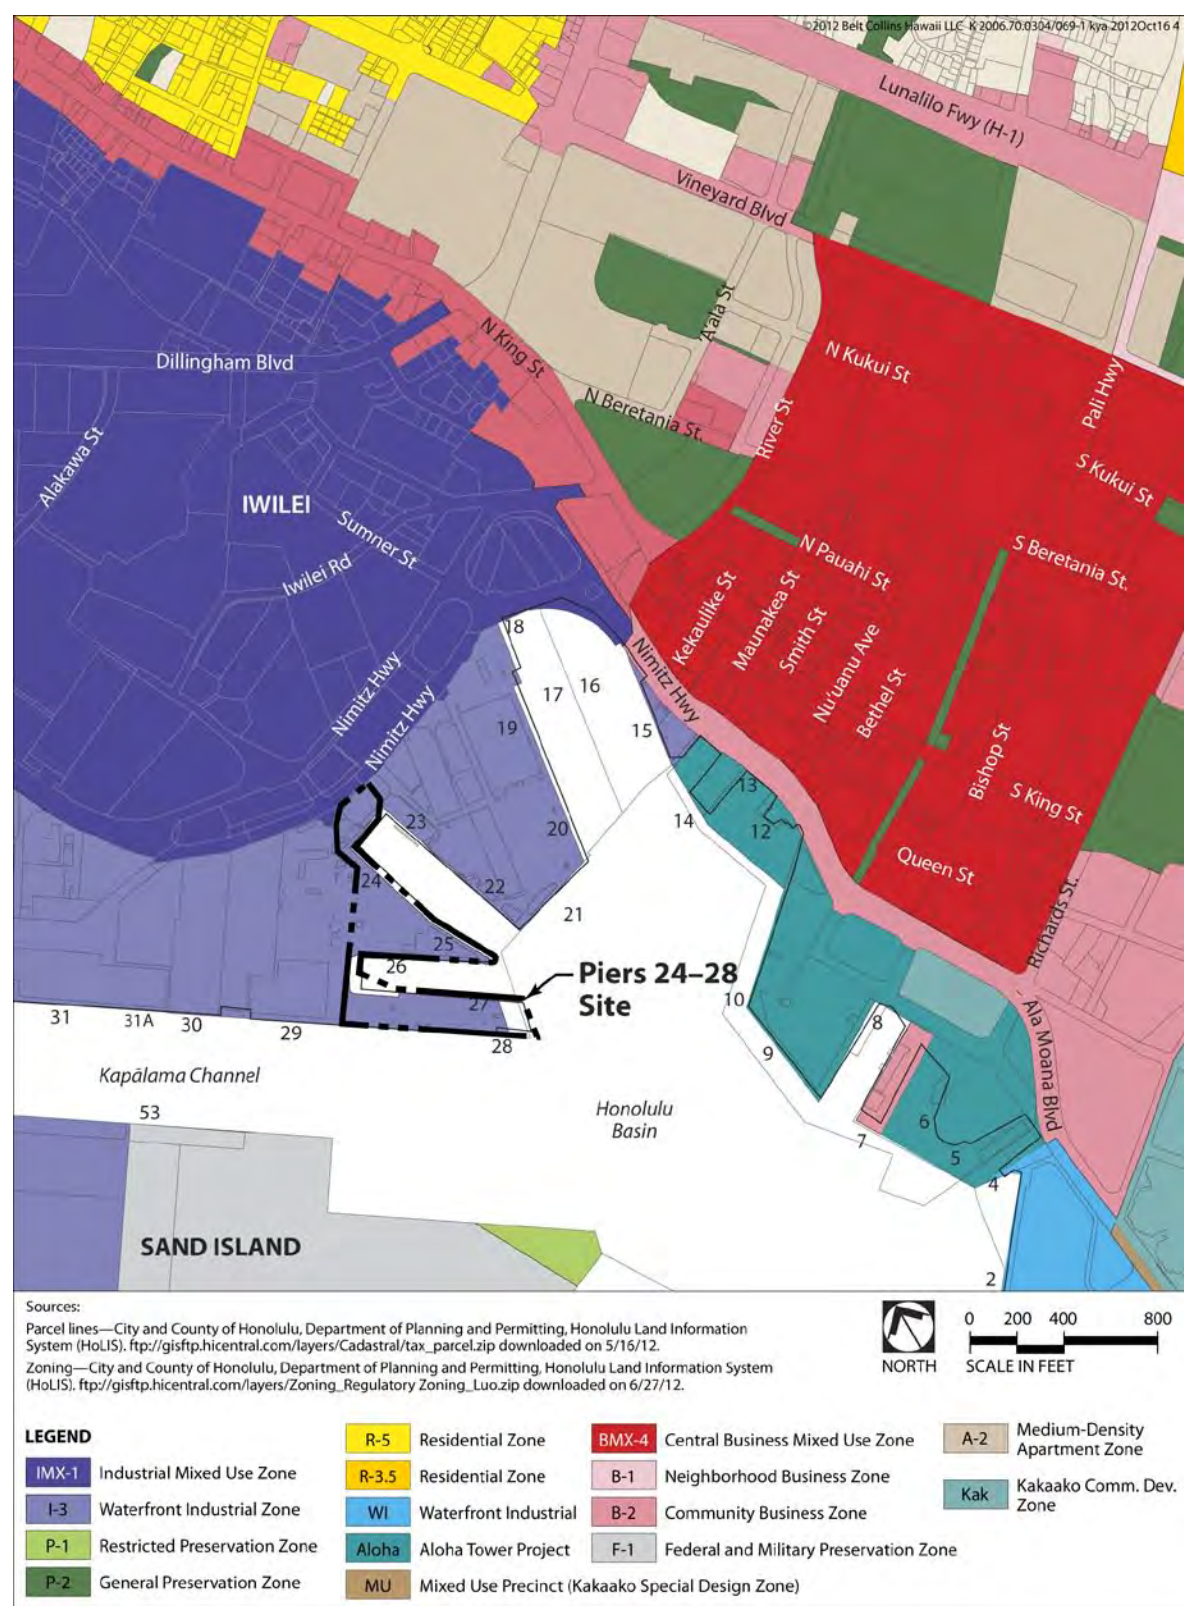 ©2012 Belt Collins Hawaii LLC K 2006.70.0304/069-1 kya 2012Oct16 4
Lunalilo Fwy (H-1)
Vineyard Blvd
A'ala St
N King St
N Kukui St
Dillingham Blvd
Pali Hwy
N Beretania St.
River St
Alakawa St
S Kukui St
IWILEI
Sumner St
S Beretania St.
N Pauahi St
Iwilei Rd
Kekaulike St
Maunakea St
Smith St
Nu'uanu Ave
Bethel St
18
Nimitz Hwy
Nimitz Hwy
Nimitz Hwy
16
17
19
15
Bishop St
S King St
13
14
12
23
20
Queen St
24
22
21
Richards St.
25
26
Piers 24–28
Site
27
10
8
31
31A
30
29
28
9
Ala Moana Blvd
Kapālama Channel
53
Honolulu
Basin
6
7
5
4
SAND ISLAND
2
Sources:
Parcel lines—City and County of Honolulu, Department of Planning and Permitting, Honolulu Land Information
System (HoLIS). ftp://gisftp.hicentral.com/layers/Cadastral/tax_parcel.zip downloaded on 5/16/12.
Zoning—City and County of Honolulu, Department of Planning and Permitting, Honolulu Land Information System
(HoLIS). ftp://gisftp.hicentral.com/layers/Zoning_Regulatory Zoning_Luo.zip downloaded on 6/27/12.
NORTH
0 200 400 800
SCALE IN FEET
LEGEND
IMX-1 Industrial Mixed Use Zone
I-3 Waterfront Industrial Zone
P-1 Restricted Preservation Zone
P-2 General Preservation Zone
R-5 Residential Zone
R-3.5 Residential Zone
WI Waterfront Industrial
Aloha Aloha Tower Project
MU Mixed Use Precinct (Kakaako Special Design Zone)
BMX-4 Central Business Mixed Use Zone
B-1 Neighborhood Business Zone
B-2 Community Business Zone
F-1 Federal and Military Preservation Zone
A-2 Medium-Density
Apartment Zone
Kak Kakaako Comm. Dev.
Zone